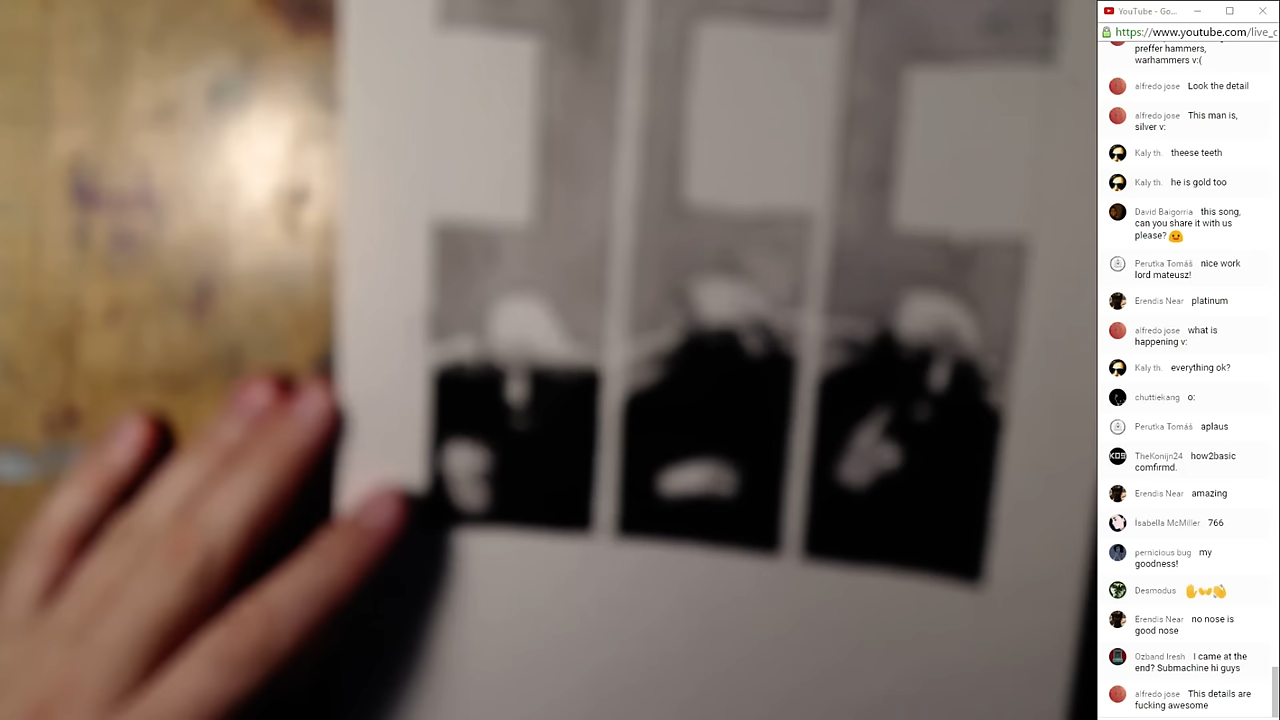 YouTube - Go...
https://www.youtube.com/live_c
preffer hammers,
warhammers v:(
alfredo jose Look the detail
alfredo jose This man is,
silver v:
Kaly th. theese teeth
Kaly th. he is gold too
David Baigorria this song,
can you share it with us
please?
Perutka Tomáš nice work
lord mateusz!
Erendis Near platinum
alfredo jose what is
happening v:
Kaly th. everything ok?
chuttiekang o:
Perutka Tomáš aplaus
KO9
TheKonijn24 how2basic
comfirmd.
Erendis Near amazing
İsabella McMiller 766
pernicious bug my
goodness!
Desmodus
Erendis Near no nose is
good nose
Ozband Iresh I came at the
end? Submachine hi guys
alfredo jose This details are
fucking awesome